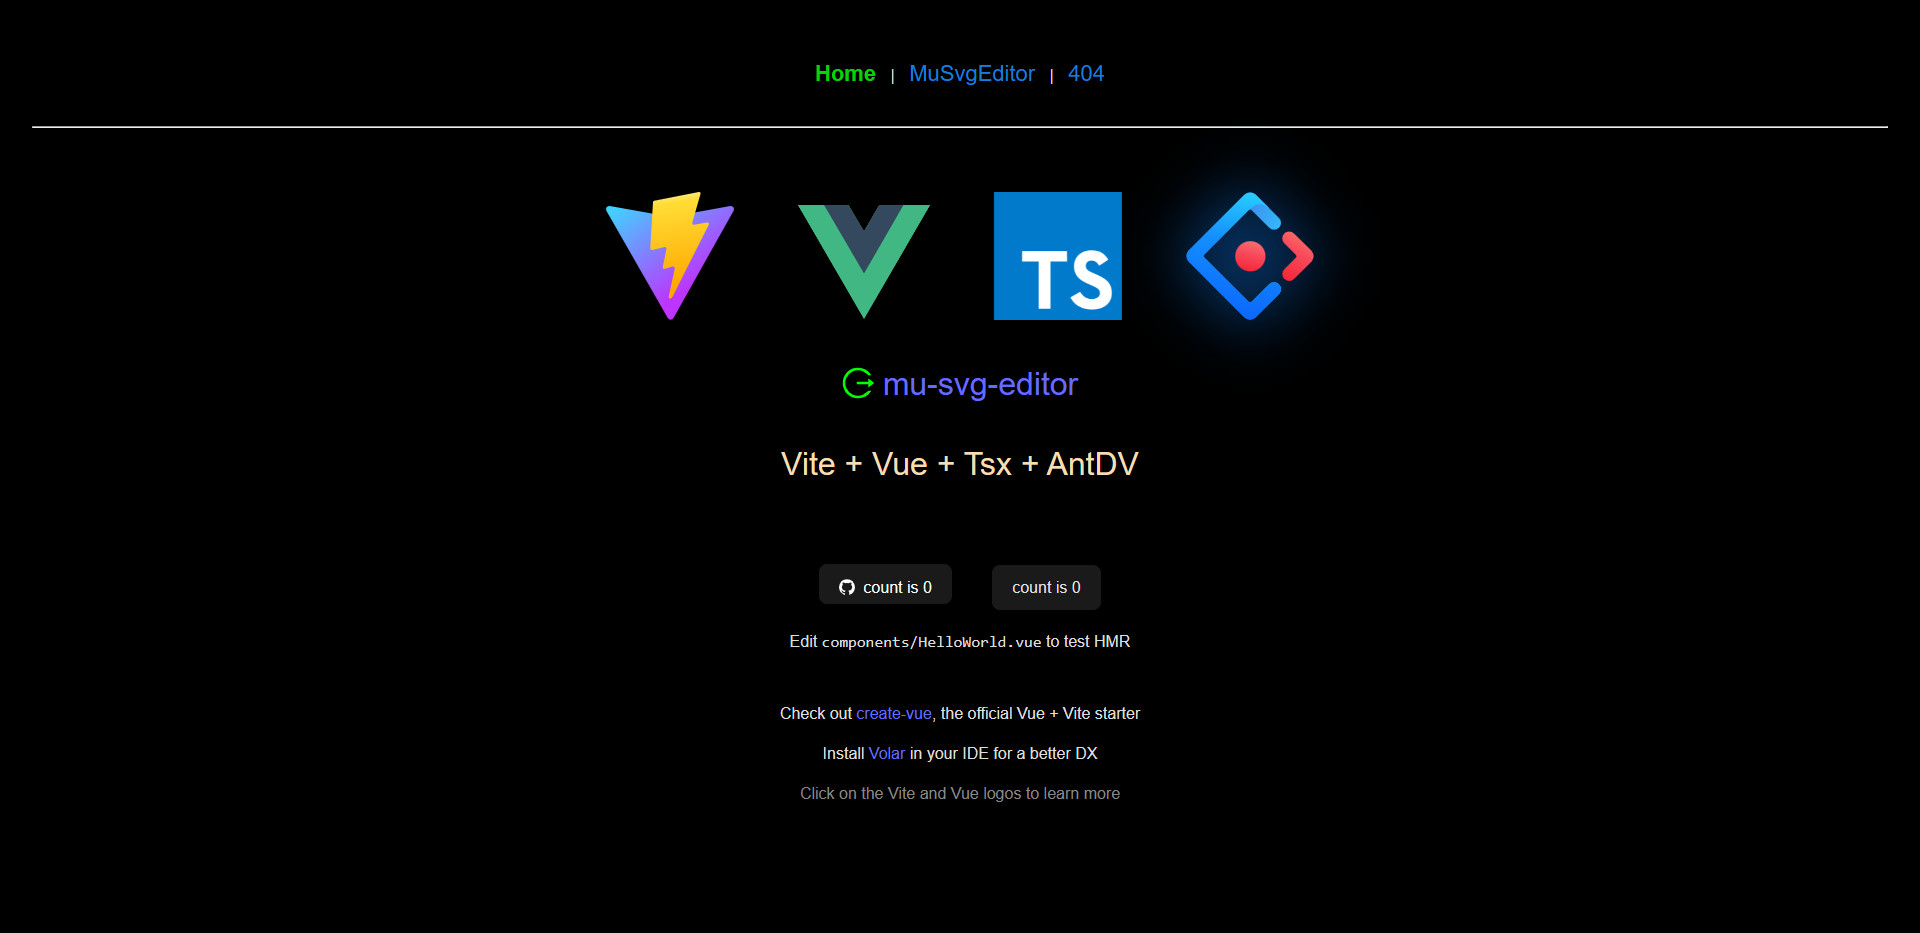 Home | MuSvgEditor | 404
TS
mu-svg-editor
Vite + Vue + Tsx + AntDV
count is 0 count is 0
Edit components/HelloWorld.vue to test HMR
Check out create-vue, the official Vue + Vite starter
Install Volar in your IDE for a better DX
Click on the Vite and Vue logos to learn more